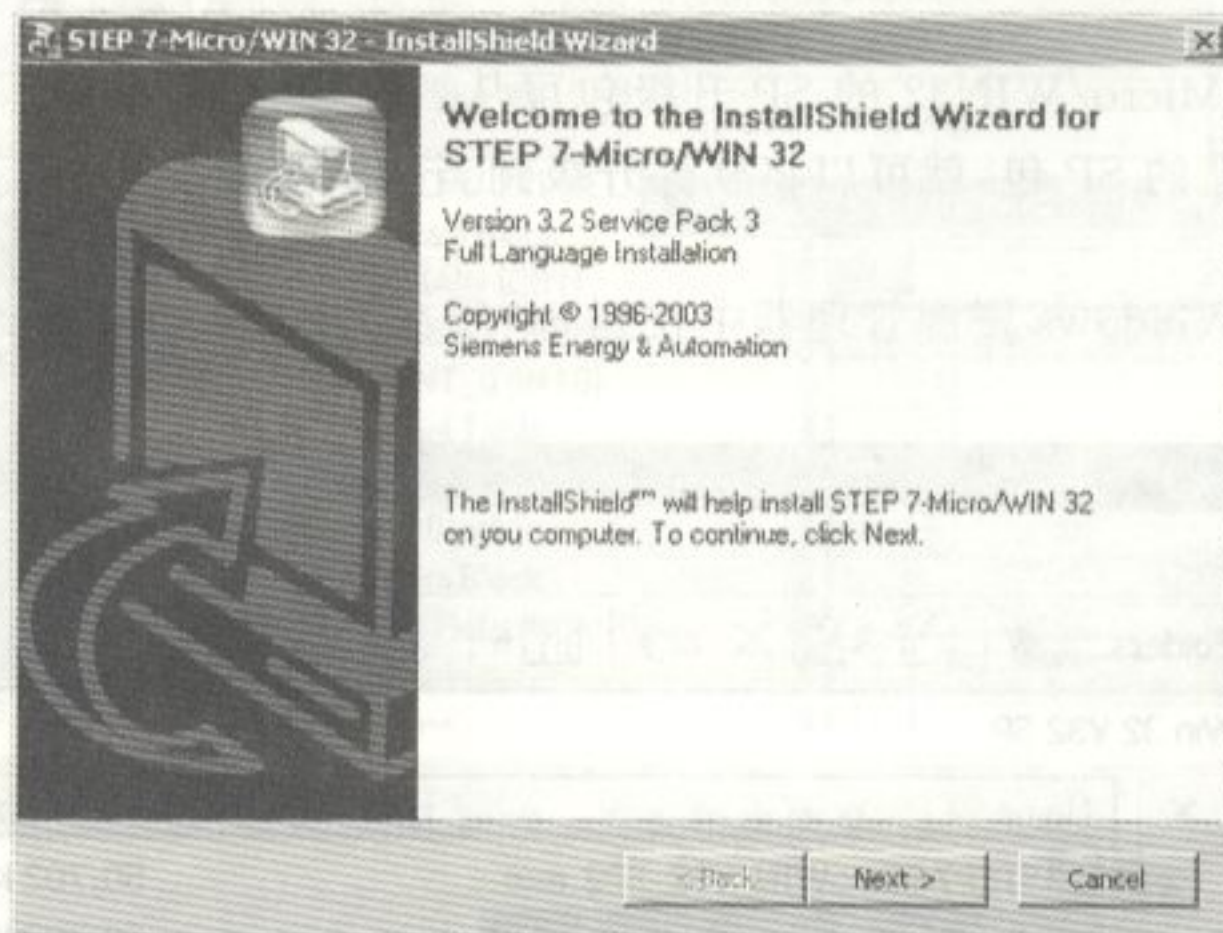 STEP 7-Micro/WIN 32 - InstallShield Wizard
Welcome to the InstallShield Wizard for
STEP 7-Micro/WIN 32
Version 3.2 Service Pack 3
Full Language Installation
Copyright © 1996-2003
Siemens Energy & Automation
The InstallShield™ will help install STEP 7-Micro/WIN 32
on you computer. To continue, click Next.
< Back
Next >
Cancel